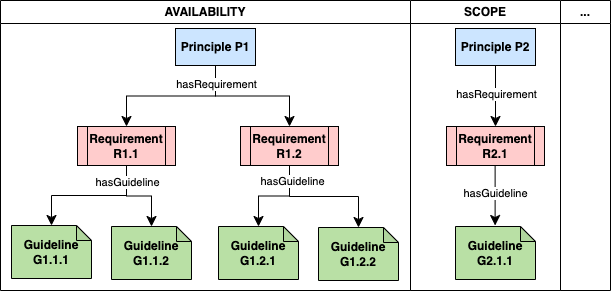 AVAILABILITY
SCOPE
...
Principle P1
Principle P2
hasRequirement
hasRequirement
Requirement
R1.1
Requirement
R1.2
Requirement
R2.1
hasGuideline
hasGuideline
hasGuideline
Guideline
G1.1.1
Guideline
G1.1.2
Guideline
G1.2.1
Guideline
G1.2.2
Guideline
G2.1.1